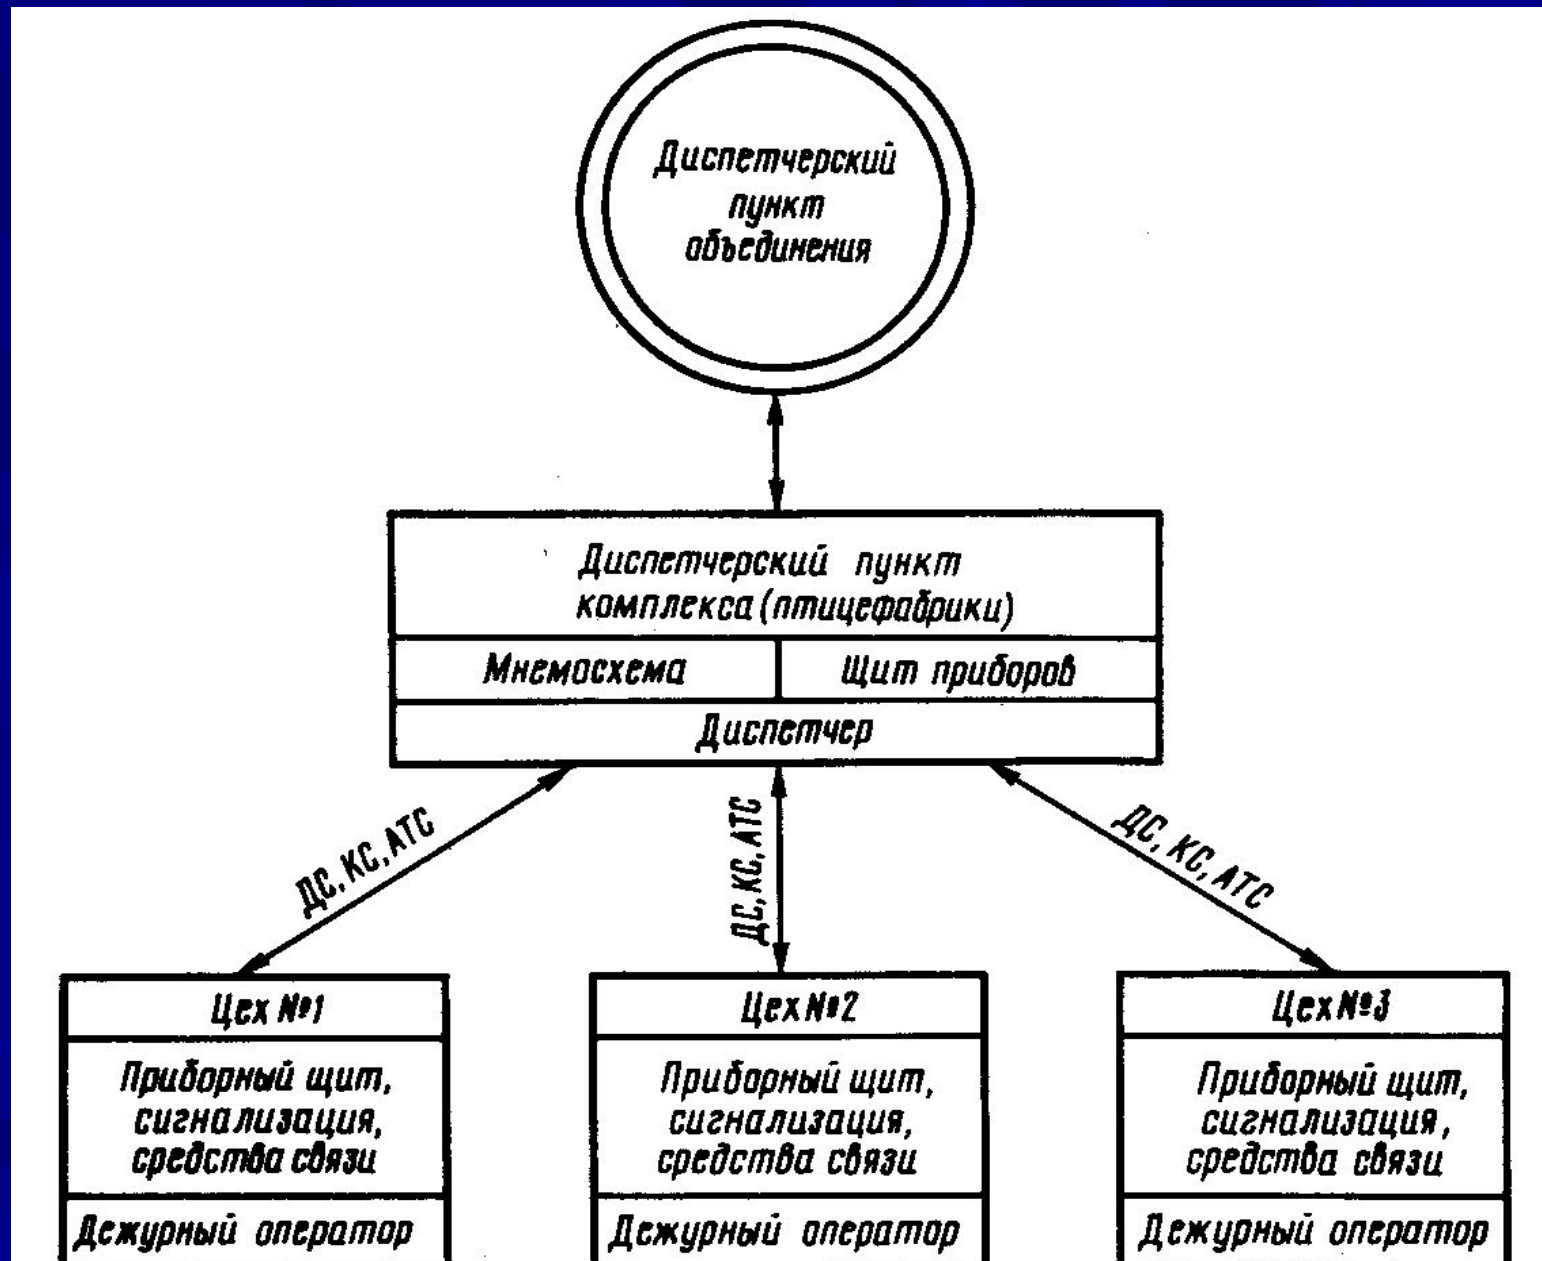 Диспетчерский
пункт
объединения
Диспетчерский пункт
комплекса (птицефабрики)
Мнемосхема
Щит приборов
Диспетчер
ДС, КС, АТС
ДС, КС, АТС
ДС, КС, АТС
Цех №1
Приборный щит,
сигнализация,
средства связи
Дежурный оператор
Цех №2
Приборный щит,
сигнализация,
средства связи
Дежурный оператор
Цех №3
Приборный щит,
сигнализация,
средства связи
Дежурный оператор